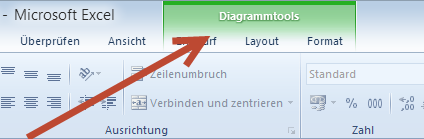 - Microsoft Excel
Diagrammtools
Überprüfen Ansicht Layout Format
Zeilenumbruch
Standard
Verbinden und zentrieren
% 000
Ausrichtung
Zahl